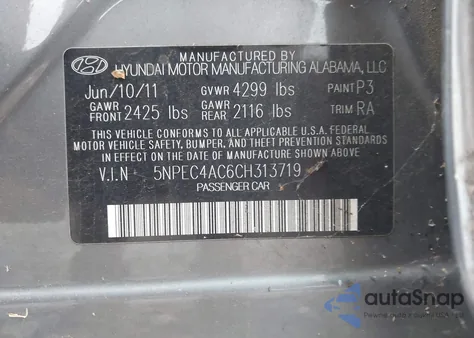 MANUFACTURED BY
HYUNDAI MOTOR MANUFACTURING ALABAMA, LLC
Jun/10/11 GVWR 4299 lbs PAINT P3
GAWR FRONT 2425 lbs GAWR REAR 2116 lbs TRIM RA
THIS VEHICLE CONFORMS TO ALL APPLICABLE U.S.A. FEDERAL
MOTOR VEHICLE SAFETY, BUMPER, AND THEFT PREVENTION
STANDARDS IN EFFECT ON THE DATE OF MANUFACTURE SHOWN ABOVE.
V.I.N 5NPEC4AC6CH313719
PASSENGER CAR
autoSnap